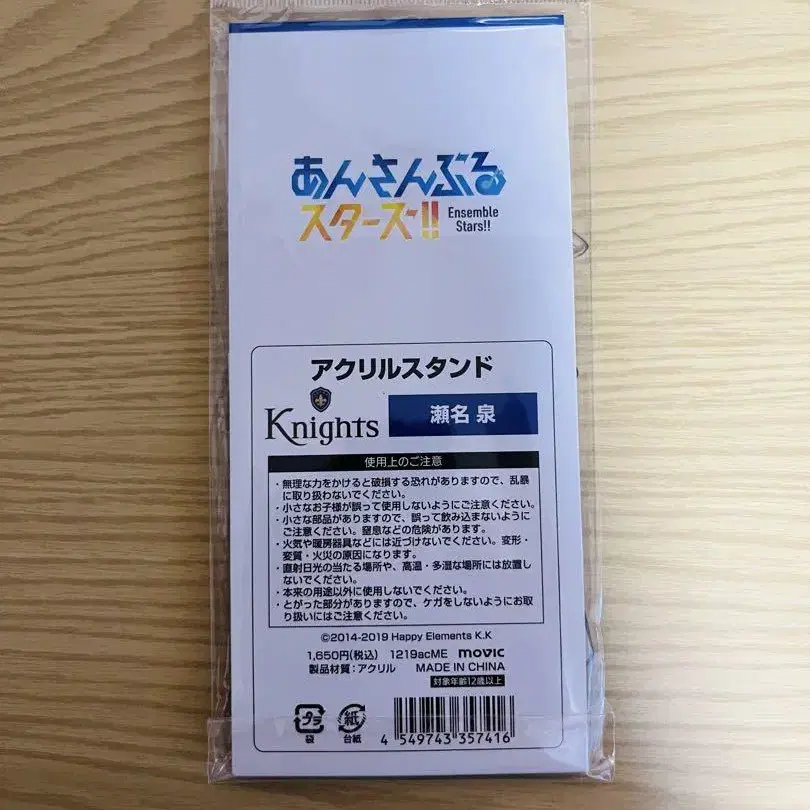 あんさんぶる
スターズ!!
Ensemble
Stars!!
アクリルスタンド
Knights
瀬名 泉
使用上のご注意
・無理な力をかけると破損する恐れがありますので、乱暴
に取り扱わないでください。
・小さなお子様が誤って使用しないようにご注意ください。
・小さな部品がありますので、誤って飲み込まないように
ご注意ください。窒息などの危険があります。
・火気や暖房器具などには近づけないでください。変形・
変質・火災の原因になります。
・直射日光の当たる場所や、高温・多湿な場所には放置し
ないでください。
・本来の用途以外に使用しないでください。
・とがった部分がありますので、ケガをしないようにお取
り扱いにはご注意ください。
©2014-2019 Happy Elements K.K
1,650円(税込) 1219acME movic
製品材質:アクリル MADE IN CHINA
対象年齢12歳以上
プラ
袋
紙
台紙
4 549743 357416